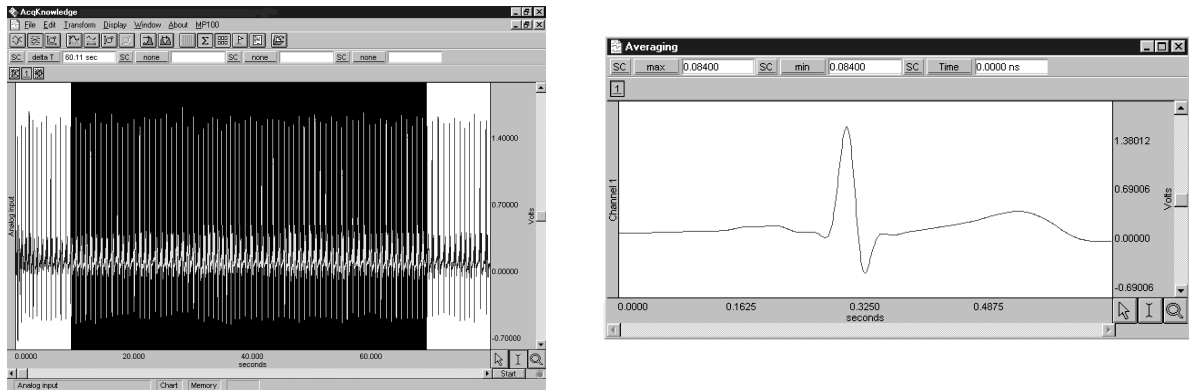 AcqKnowledge
File Edit Transform Display Window About MP100
SC delta T 60.11 sec SC none SC none SC none
Analog input
1.40000
0.70000
0.00000
-0.70000
Volts
0.0000 20.000 40.000 60.000
seconds
Start
Analog input Chart Memory
Averaging
SC max 0.08400 SC min 0.08400 SC Time 0.0000 ns
1
Channel 1
1.38012
0.69006
0.00000
-0.69006
Volts
0.0000 0.1625 0.3250 0.4875
seconds